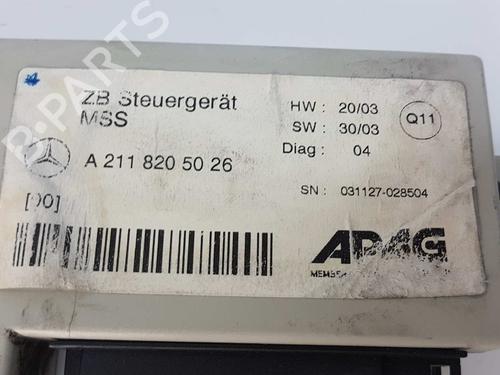 ZB Steuergerät
MSS
A 211 820 50 26
[00]
HW : 20/03
SW : 30/03
Diag : 04
Q11
SN : 031127-028504
ADAG
B-PARTS